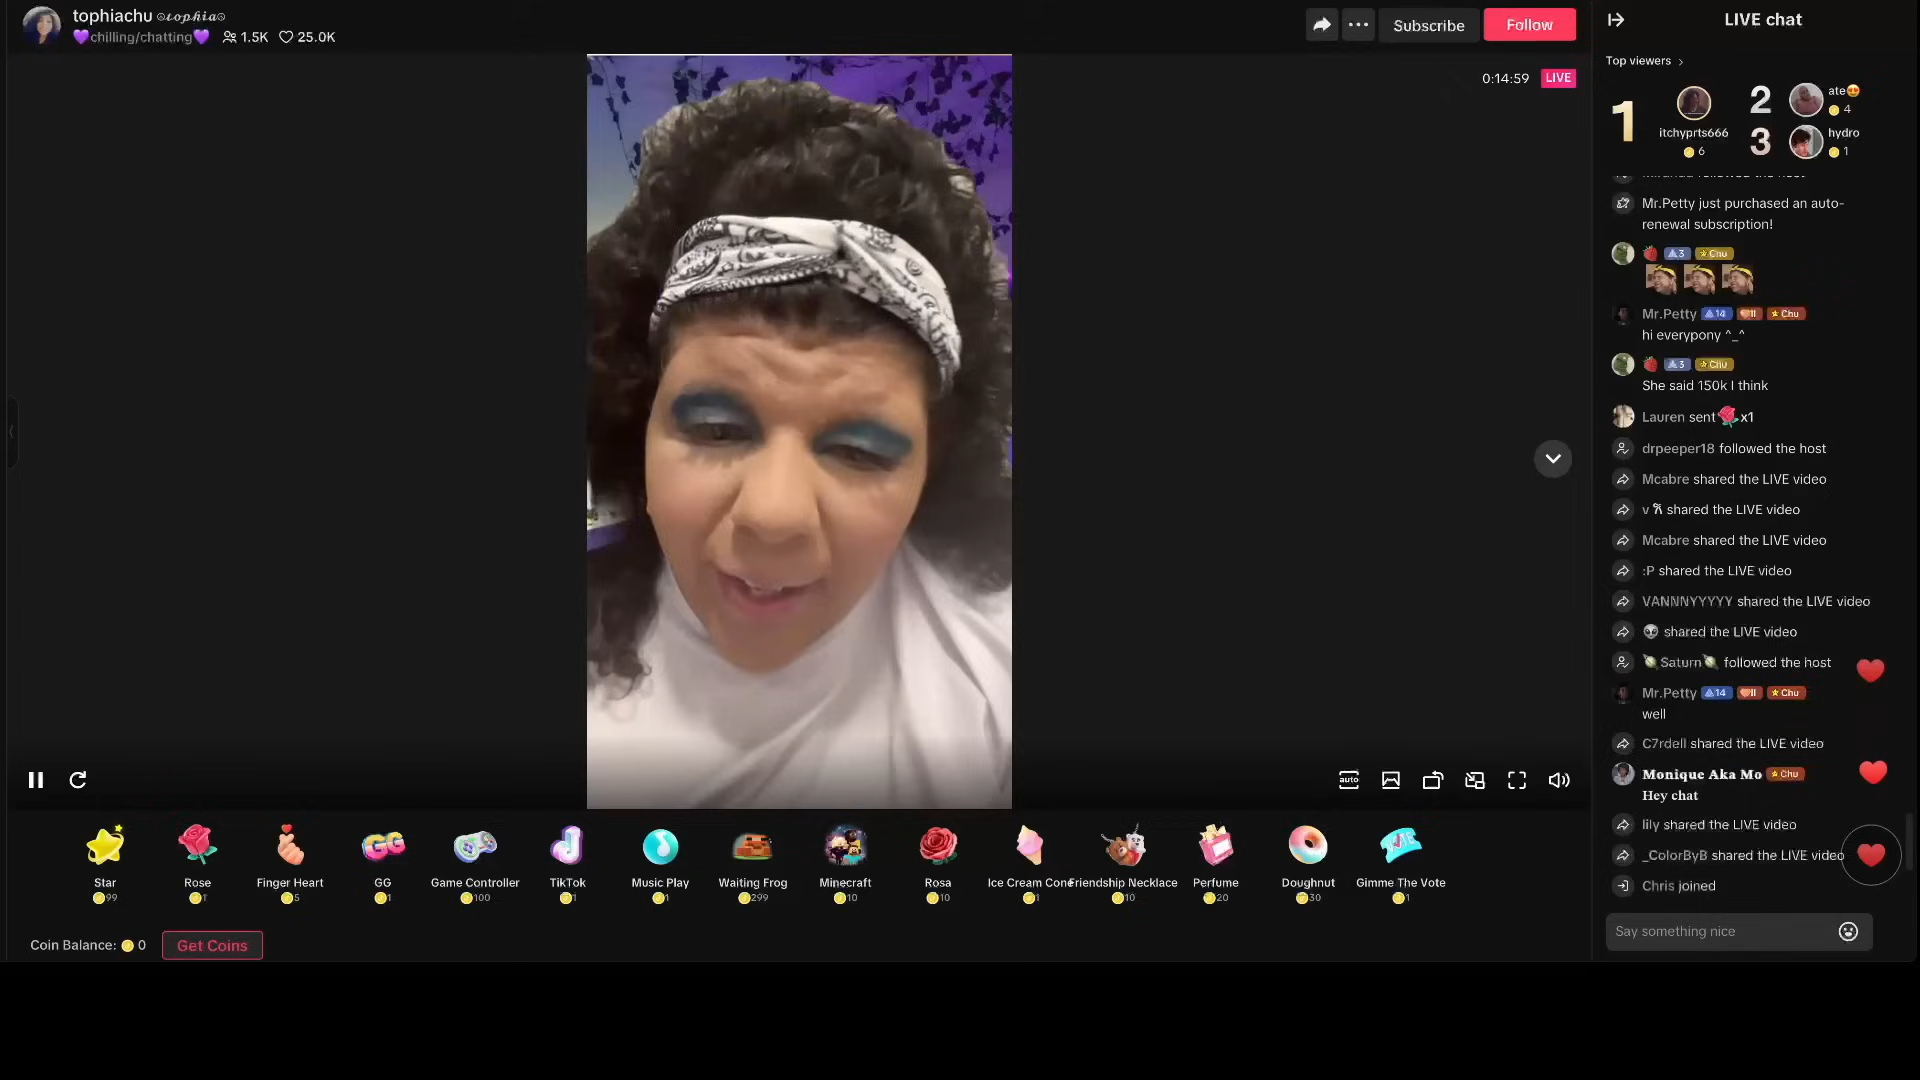 tophiachu ☹𝓽𝓸𝓹𝓱𝓲𝓪☹
💜chilling/chatting💜 1.5K 25.0K
Subscribe
Follow
0:14:59 LIVE
LIVE chat
Top viewers
1
itchyprts666
6
2
ate😍
4
3
hydro
1
Mr.Petty just purchased an auto-
renewal subscription!
🍓 3 Chu
Mr.Petty 14 II Chu
hi everypony ^_^
🍓 3 Chu
She said 150k I think
Lauren sent x1
drpeeper18 followed the host
Mcabre shared the LIVE video
shared the LIVE video
Mcabre shared the LIVE video
:P shared the LIVE video
VANNNYYYYY shared the LIVE video
👽 shared the LIVE video
🪐Saturn🪐 followed the host
Mr.Petty 14 II Chu
well
C7rdell shared the LIVE video
Monique Aka Mo Chu
Hey chat
lily shared the LIVE video
_ColorByB shared the LIVE video
Chris joined
Say something nice
auto
GG
Star
99
Rose
1
Finger Heart
5
GG
1
Game Controller
100
TikTok
1
Music Play
1
Waiting Frog
299
Minecraft
10
Rosa
10
Ice Cream Cone
1
Friendship Necklace
10
Perfume
20
Doughnut
30
Gimme The Vote
1
Coin Balance: 0
Get Coins